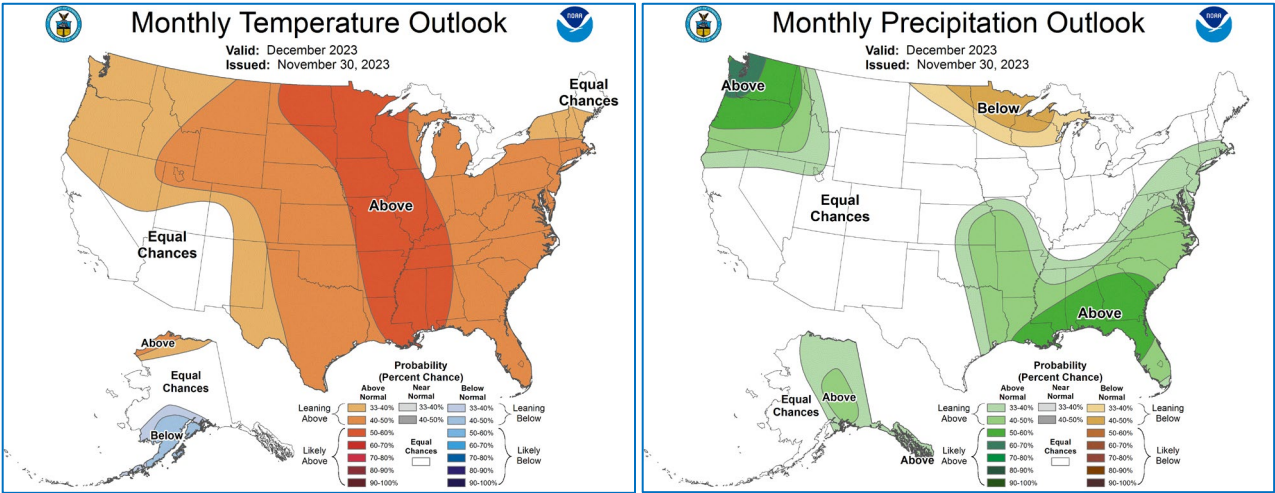 Monthly Temperature Outlook
NOAA
Valid: December 2023
Issued: November 30, 2023
Equal
Chances
Above
Equal
Chances
Above
Equal
Chances
Below
Probability
(Percent Chance)
Above
Normal
Near
Normal
Below
Normal
Leaning
Above
33-40%
33-40%
33-40%
Leaning
Below
40-50%
40-50%
40-50%
Likely
Above
50-60%
50-60%
Likely
Below
60-70%
60-70%
70-80%
70-80%
80-90%
80-90%
90-100%
90-100%
Equal
Chances
Monthly Precipitation Outlook
NOAA
Valid: December 2023
Issued: November 30, 2023
Above
Below
Equal
Chances
Above
Equal
Chances
Above
Above
Probability
(Percent Chance)
Above
Normal
Near
Normal
Below
Normal
Leaning
Above
33-40%
33-40%
33-40%
Leaning
Below
40-50%
40-50%
40-50%
Likely
Above
50-60%
50-60%
Likely
Below
60-70%
60-70%
70-80%
70-80%
80-90%
80-90%
90-100%
90-100%
Equal
Chances